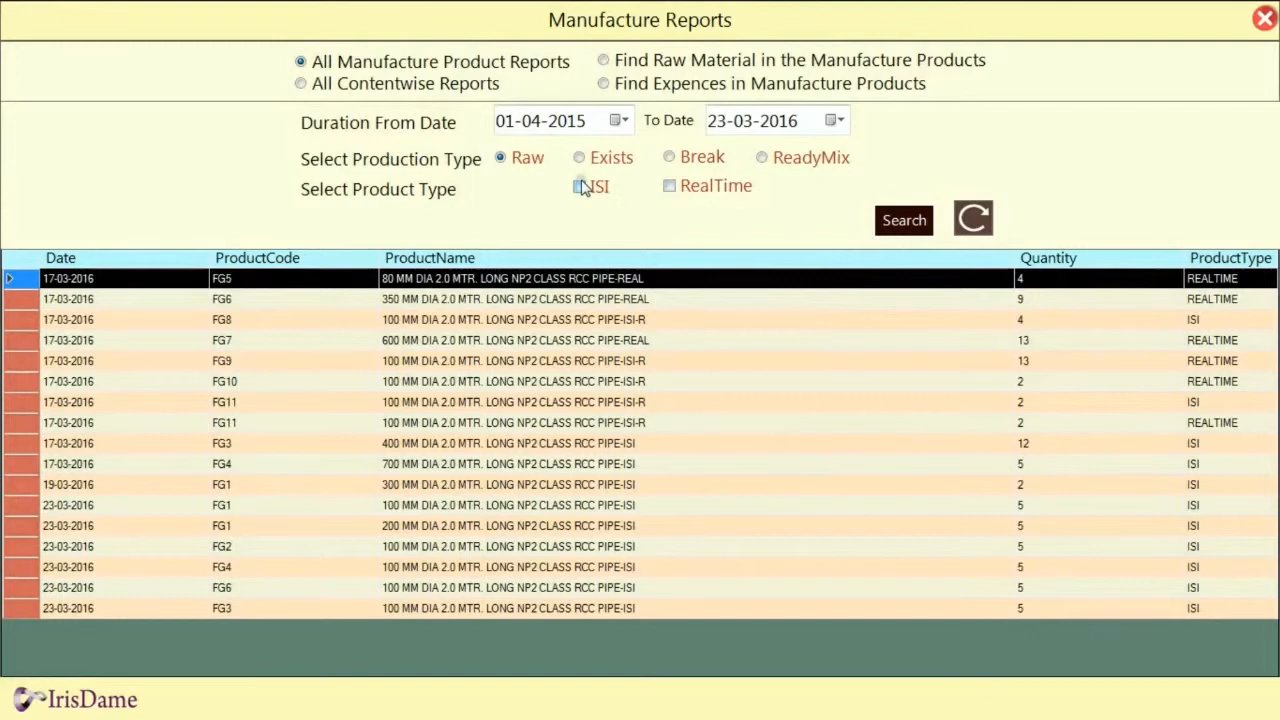 Manufacture Reports
All Manufacture Product Reports Find Raw Material in the Manufacture Products
All Contentwise Reports Find Expences in Manufacture Products
Duration From Date 01-04-2015 To Date 23-03-2016
Select Production Type Raw Exists Break ReadyMix
Select Product Type ISI RealTime
Search
Date ProductCode ProductName Quantity ProductType
17-03-2016 FG5 80 MM DIA 2.0 MTR. LONG NP2 CLASS RCC PIPE-REAL 4 REALTIME
17-03-2016 FG6 350 MM DIA 2.0 MTR. LONG NP2 CLASS RCC PIPE-REAL 9 REALTIME
17-03-2016 FG8 100 MM DIA 2.0 MTR. LONG NP2 CLASS RCC PIPE-ISI-R 4 ISI
17-03-2016 FG7 600 MM DIA 2.0 MTR. LONG NP2 CLASS RCC PIPE-REAL 13 REALTIME
17-03-2016 FG9 100 MM DIA 2.0 MTR. LONG NP2 CLASS RCC PIPE-ISI-R 13 REALTIME
17-03-2016 FG10 100 MM DIA 2.0 MTR. LONG NP2 CLASS RCC PIPE-ISI-R 2 REALTIME
17-03-2016 FG11 100 MM DIA 2.0 MTR. LONG NP2 CLASS RCC PIPE-ISI-R 2 ISI
17-03-2016 FG11 100 MM DIA 2.0 MTR. LONG NP2 CLASS RCC PIPE-ISI-R 2 REALTIME
17-03-2016 FG3 400 MM DIA 2.0 MTR. LONG NP2 CLASS RCC PIPE-ISI 12 ISI
17-03-2016 FG4 700 MM DIA 2.0 MTR. LONG NP2 CLASS RCC PIPE-ISI 5 ISI
19-03-2016 FG1 300 MM DIA 2.0 MTR. LONG NP2 CLASS RCC PIPE-ISI 2 ISI
23-03-2016 FG1 100 MM DIA 2.0 MTR. LONG NP2 CLASS RCC PIPE-ISI 5 ISI
23-03-2016 FG1 200 MM DIA 2.0 MTR. LONG NP2 CLASS RCC PIPE-ISI 5 ISI
23-03-2016 FG2 100 MM DIA 2.0 MTR. LONG NP2 CLASS RCC PIPE-ISI 5 ISI
23-03-2016 FG4 100 MM DIA 2.0 MTR. LONG NP2 CLASS RCC PIPE-ISI 5 ISI
23-03-2016 FG6 100 MM DIA 2.0 MTR. LONG NP2 CLASS RCC PIPE-ISI 5 ISI
23-03-2016 FG3 100 MM DIA 2.0 MTR. LONG NP2 CLASS RCC PIPE-ISI 5 ISI
IrisDame